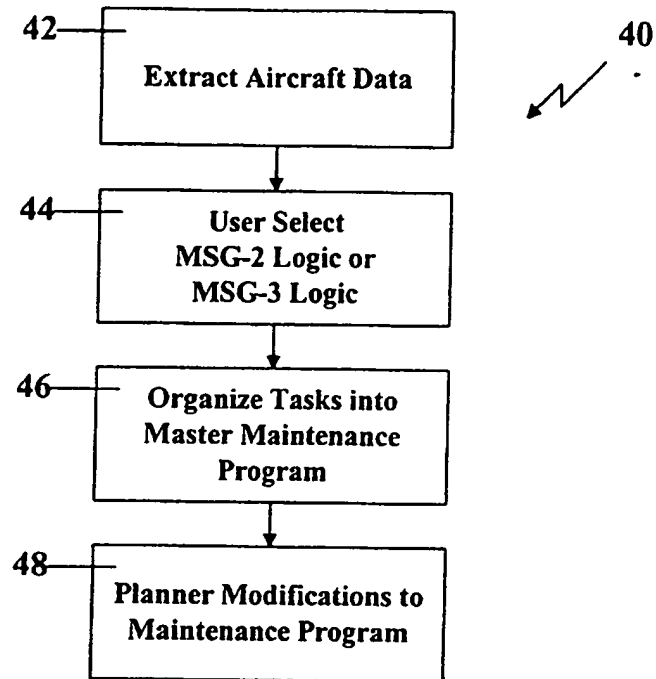 42
40
Extract Aircraft Data
44
User Select
MSG-2 Logic or
MSG-3 Logic
46
Organize Tasks into
Master Maintenance
Program
48
Planner Modifications to
Maintenance Program